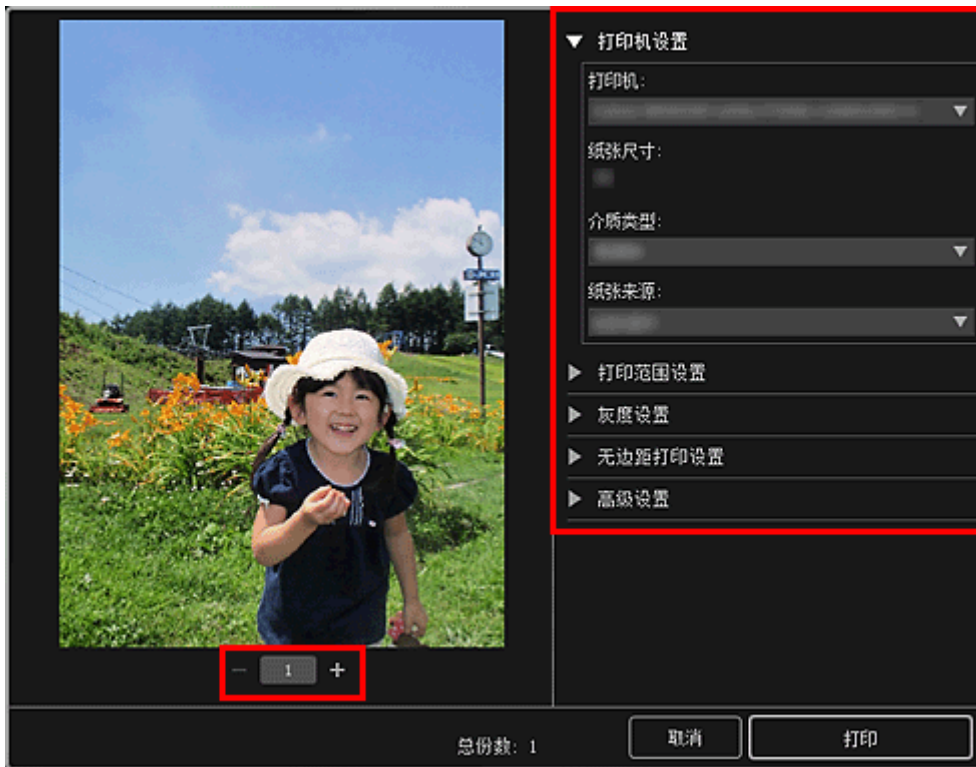 打印机设置
打印机:
纸张尺寸:
介质类型:
纸张来源:
打印范围设置
灰度设置
无边距打印设置
高级设置
− 1 +
总份数: 1
取消
打印